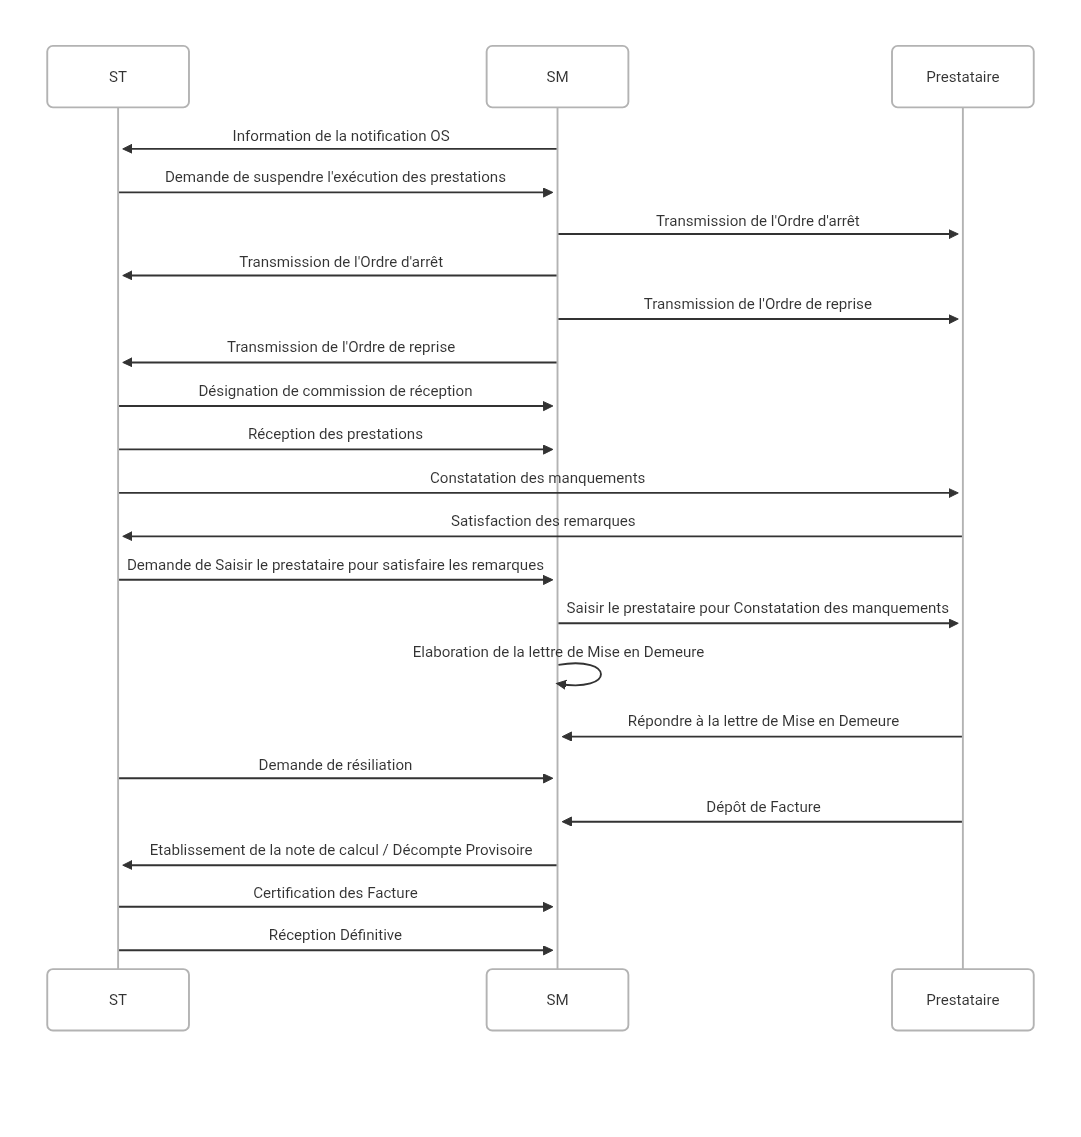 ST
SM
Prestataire
Information de la notification OS
Demande de suspendre l'exécution des prestations
Transmission de l'Ordre d'arrêt
Transmission de l'Ordre d'arrêt
Transmission de l'Ordre de reprise
Transmission de l'Ordre de reprise
Désignation de commission de réception
Réception des prestations
Constatation des manquements
Satisfaction des remarques
Demande de Saisir le prestataire pour satisfaire les remarques
Saisir le prestataire pour Constatation des manquements
Elaboration de la lettre de Mise en Demeure
Répondre à la lettre de Mise en Demeure
Demande de résiliation
Dépôt de Facture
Etablissement de la note de calcul / Décompte Provisoire
Certification des Facture
Réception Définitive
ST
SM
Prestataire